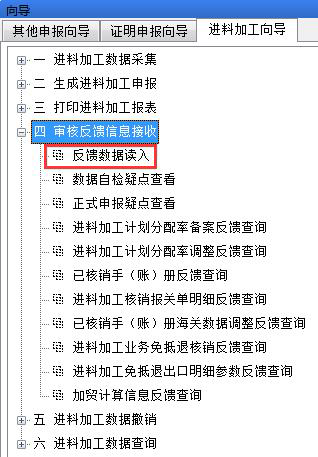 向导
其他申报向导 证明申报向导 进料加工向导
一 进料加工数据采集
二 生成进料加工申报
三 打印进料加工报表
四 审核反馈信息接收
反馈数据读入
数据自检疑点查看
正式申报疑点查看
进料加工计划分配率备案反馈查询
进料加工计划分配率调整反馈查询
已核销手（账）册反馈查询
进料加工核销报关单明细反馈查询
已核销手（账）册海关数据调整反馈查询
进料加工业务免抵退核销反馈查询
进料加工免抵退出口明细参数反馈查询
加贸计算信息反馈查询
五 进料加工数据撤销
六 进料加工数据查询